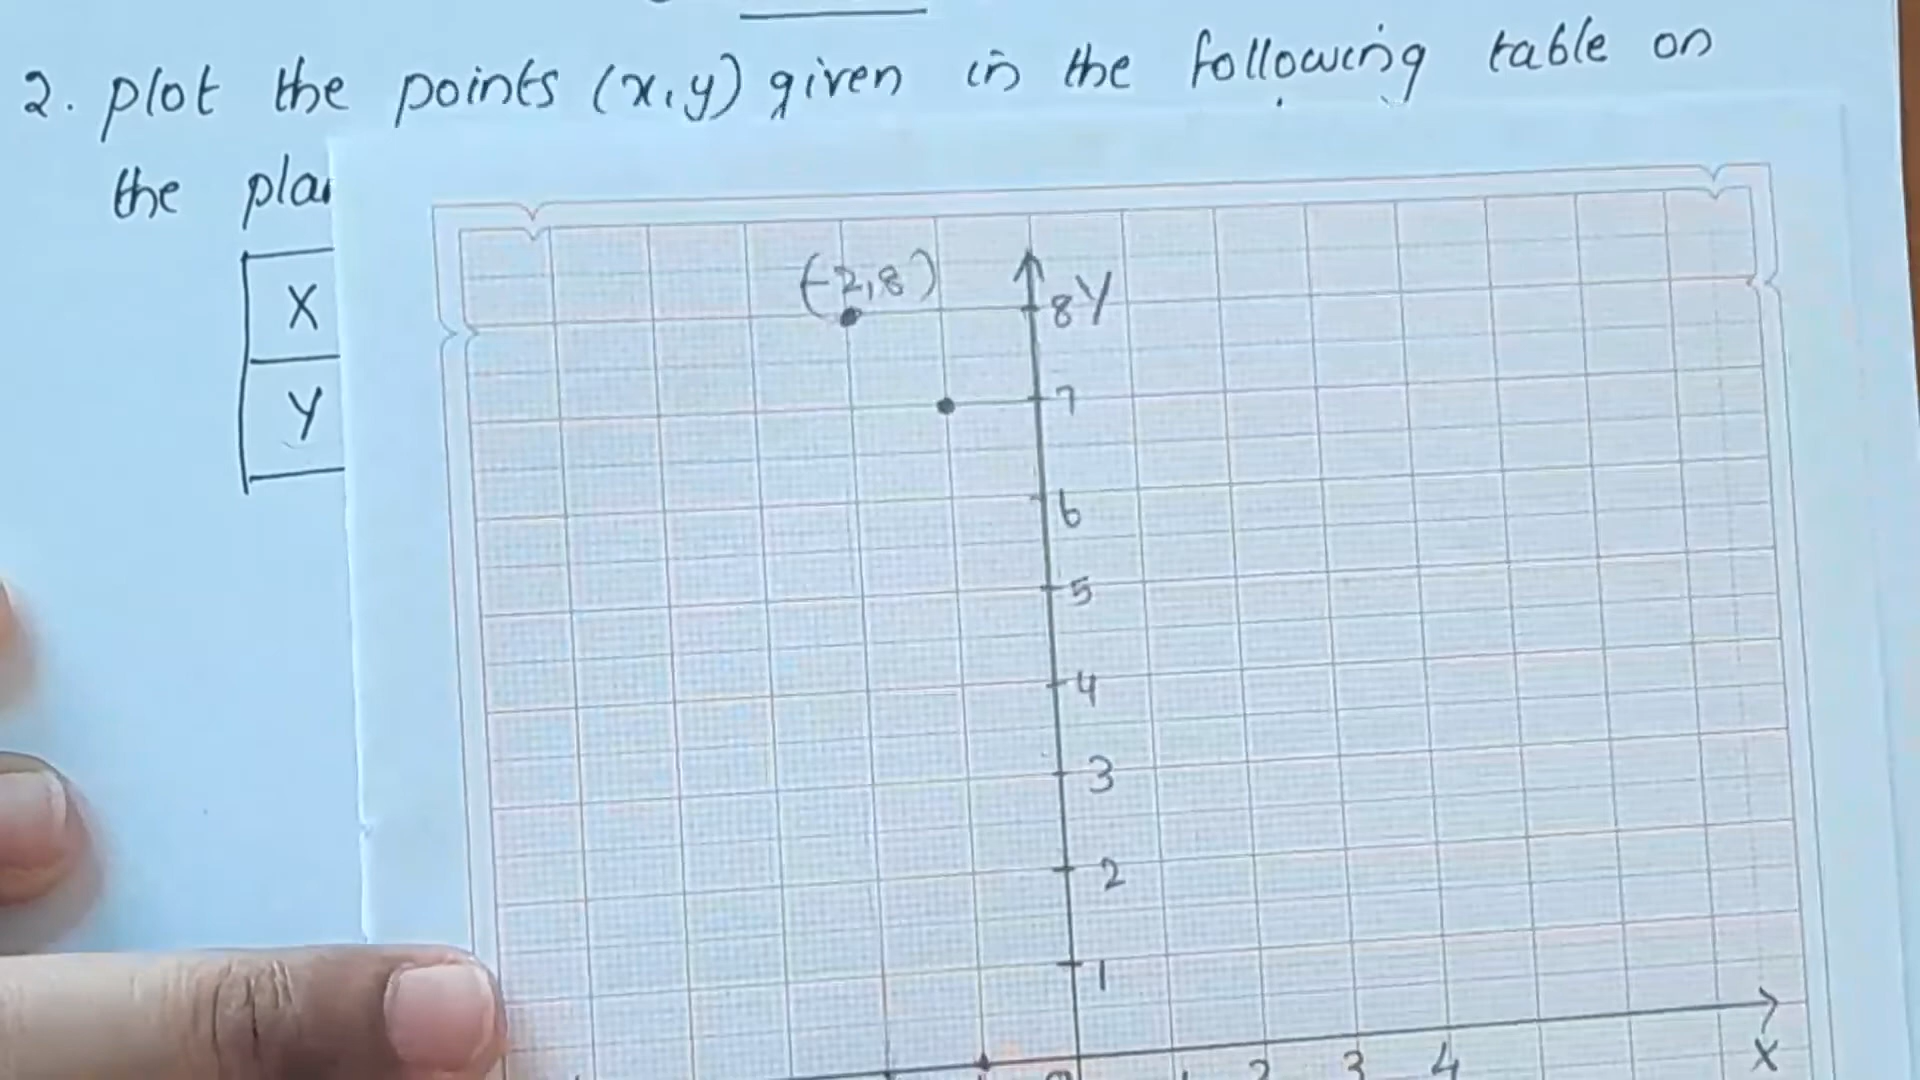 2. plot the points (x,y) given in the following table on
the
X
Y
(-2,8)
8 Y
7
6
5
4
3
2
1
2 3 4
X